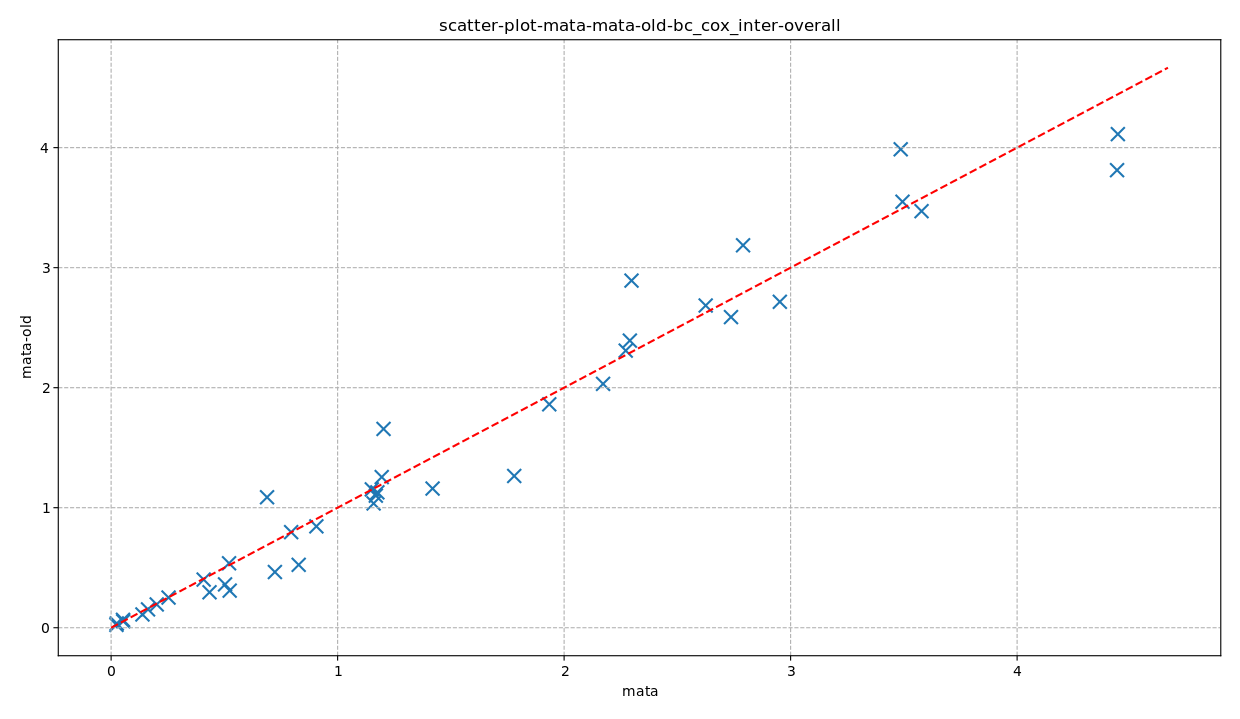 scatter-plot-mata-mata-old-bc_cox_inter-overall
mata-old
4
3
2
1
0
0 1 2 3 4
mata